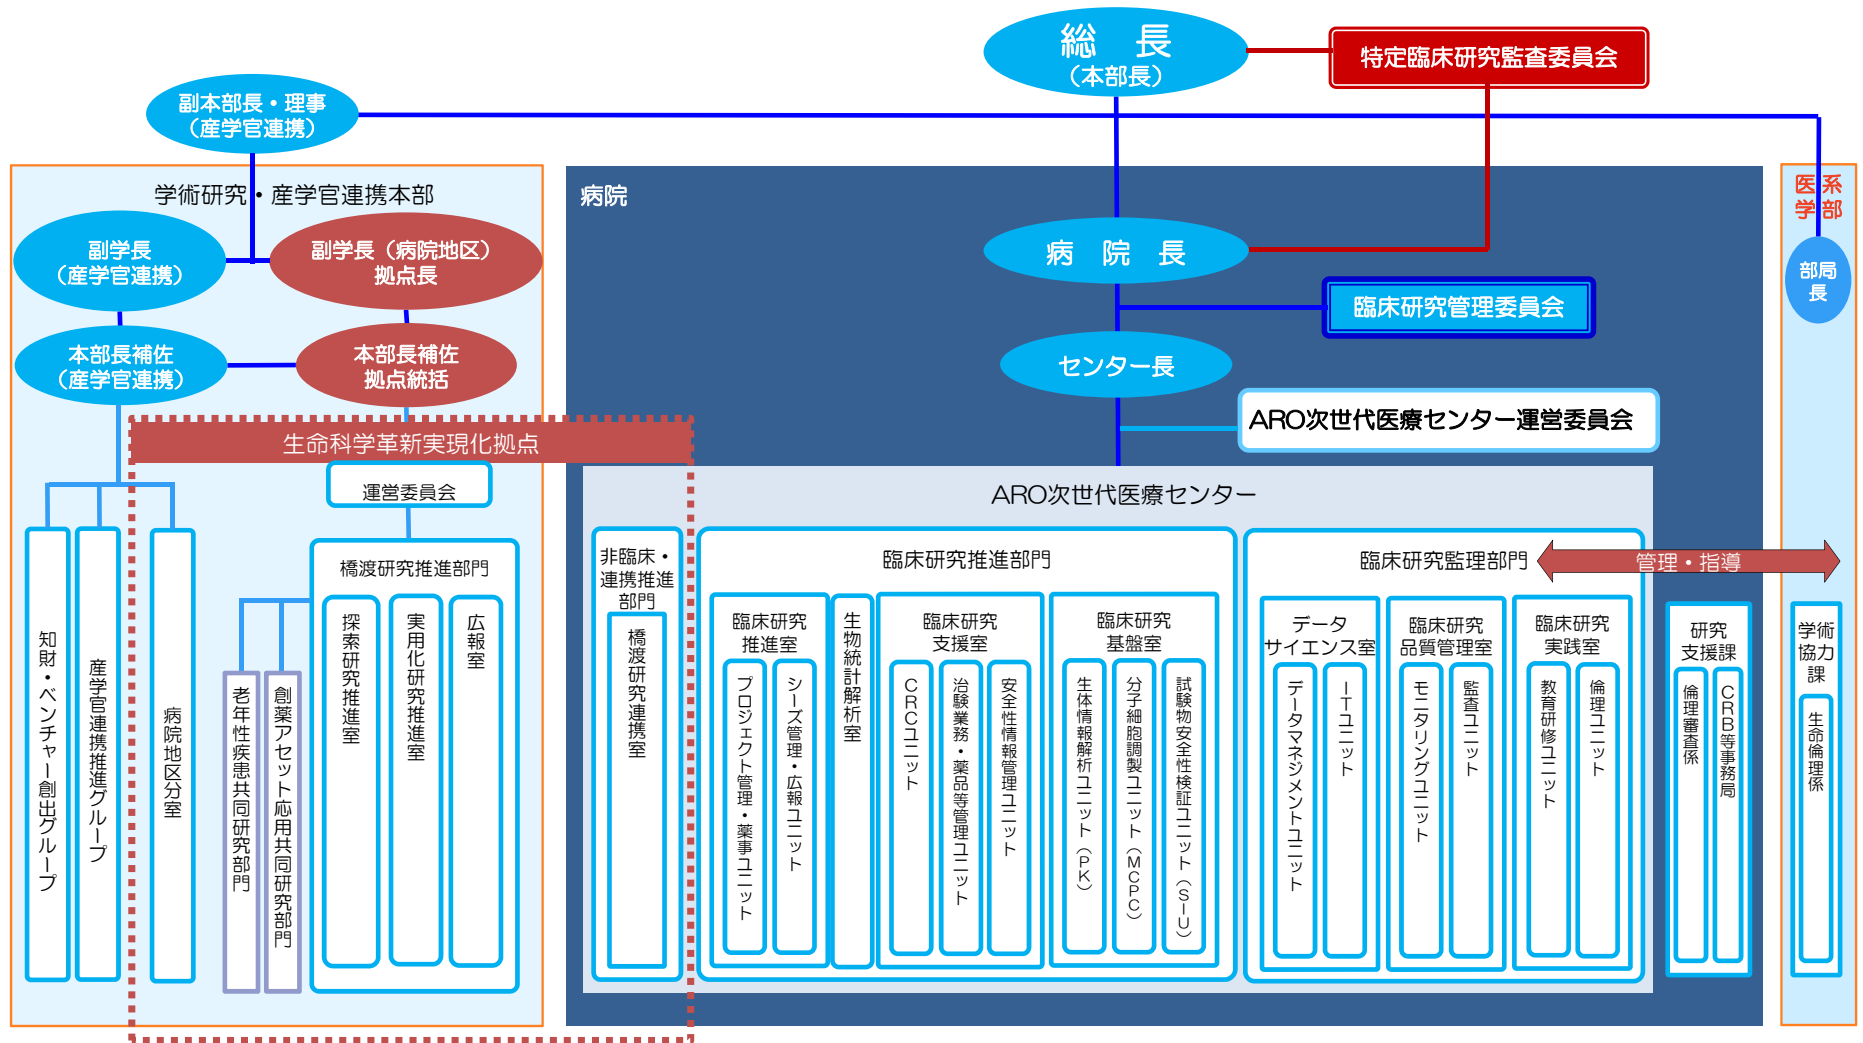 総　長
（本部長）
特定臨床研究監査委員会
副本部長・理事
（産学官連携）
学術研究・産学官連携本部
副学長
（産学官連携）
副学長（病院地区）
拠点長
本部長補佐
（産学官連携）
本部長補佐
拠点統括
病院
病　院　長
臨床研究管理委員会
センター長
ARO次世代医療センター運営委員会
医系
学部
部局
長
生命科学革新実現化拠点
運営委員会
知財・ベンチャー創出グループ
産学官連携推進グループ
病院地区分室
老年性疾患共同研究部門
創薬アセット応用共同研究部門
橋渡研究推進部門
探索研究推進室
実用化研究推進室
広報室
ARO次世代医療センター
非臨床・
連携推進
部門
橋渡研究連携室
臨床研究推進部門
臨床研究
推進室
プロジェクト管理・薬事ユニット
シーズ管理・広報ユニット
生物統計解析室
臨床研究
支援室
CRCユニット
治験業務・薬品等管理ユニット
安全性情報管理ユニット
臨床研究
基盤室
生体情報解析ユニット（PK）
分子細胞調製ユニット（MCPC）
試験物安全性検証ユニット（SIU）
臨床研究監理部門
管理・指導
データ
サイエンス室
データマネジメントユニット
ITユニット
臨床研究
品質管理室
モニタリングユニット
監査ユニット
臨床研究
実践室
教育研修ユニット
倫理ユニット
研究
支援課
倫理審査係
CRB等事務局
学術
協力
課
生命倫理係